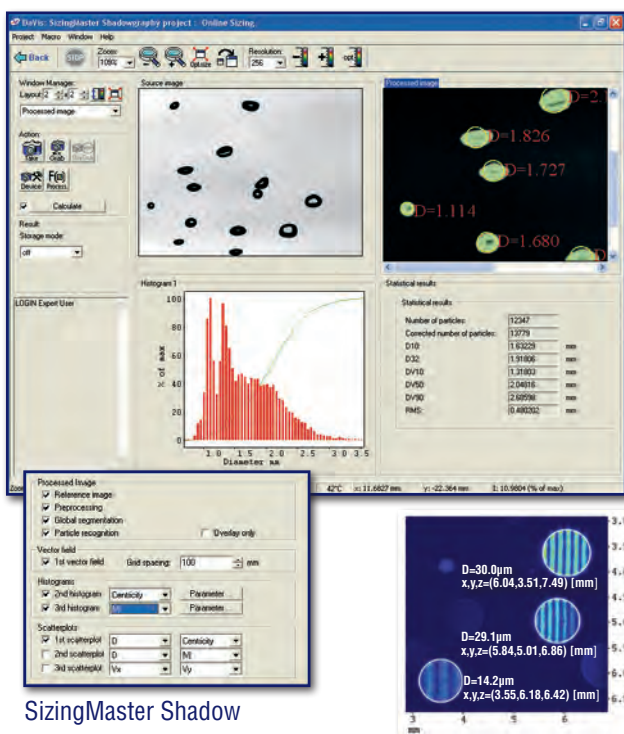 DaVis: SizingMaster Shadowgraphy project : Online Sizing
Project Macro Window Help
Back STOP Zoom: 100% Optsize Resolution: 256 opt
Window Manager: Source image Processed image
Layout: 2 x 2
Processed image
Action:
Take Grab
Device Process.
Calculate
Result:
Storage mode:
off
D=2.
D=1.826
D=1.727
D=1.114
D=1.680
LOGIN Expert User
Histogram 1
100
80
60
40
20
0
% of max
1.0 1.5 2.0 2.5 3.0 3.5
Diameter mm
Statistical results
Statistical results
Number of particles: 12347
Corrected number of particles: 13779
D10 1.63229 mm
D32 1.91806 mm
DV10 1.31803 mm
DV50 2.04816 mm
DV90 2.68598 mm
RMS: 0.480202 mm
42°C x: 11.6827 mm y: -22.364 mm I: 10.9804 (% of max)
Processed Image
Reference image
Preprocessing
Global segmentation
Particle recognition Overlay only
Vector field
1st vector field Grid spacing: 100 mm
Histograms
2nd histogram Centricity Parameter...
3rd histogram M| Parameter...
Scatterplots
1st scatterplot D Centricity
2nd scatterplot D M|
3rd scatterplot Vx Vy
SizingMaster Shadow
D=30.0µm
x,y,z=(6.04,3.51,7.49) [mm]
D=29.1µm
x,y,z=(5.84,5.01,6.86) [mm]
D=14.2µm
x,y,z=(3.55,6.18,6.42) [mm]
3 4 5 6
mm